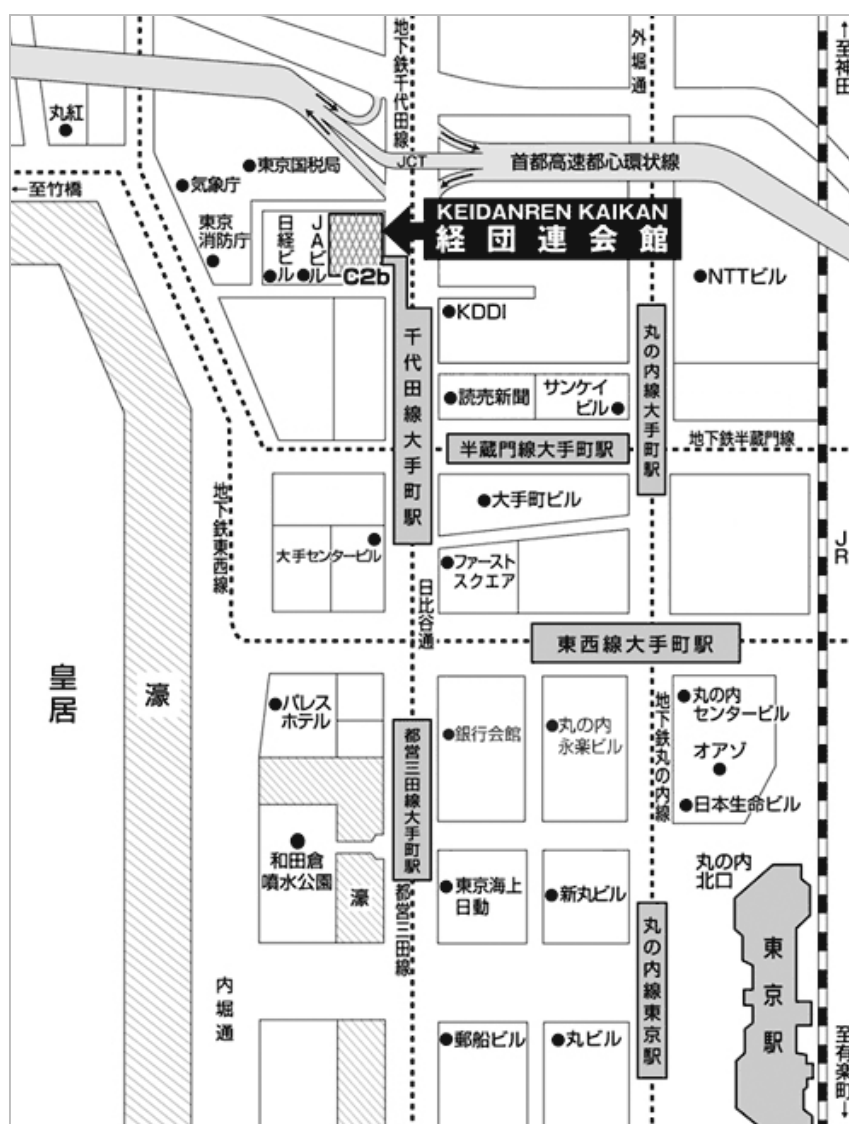 地下鉄千代田線
外堀通
↑至神田
丸紅
東京国税局
JCT
首都高速都心環状線
←至竹橋
気象庁
東京
消防庁
日経ビル
JAビル
KEIDANREN KAIKAN
経団連会館
C2b
NTTビル
KDDI
千代田線大手町駅
丸の内線大手町駅
読売新聞
サンケイ
ビル
半蔵門線大手町駅
地下鉄半蔵門線
地下鉄東西線
大手町ビル
大手センタービル
ファースト
スクエア
JR
日比谷通
東西線大手町駅
皇居
濠
パレス
ホテル
都営三田線大手町駅
銀行会館
丸の内
永楽ビル
地下鉄丸の内線
丸の内
センタービル
オアゾ
日本生命ビル
和田倉
噴水公園
濠
都営三田線
東京海上
日動
新丸ビル
丸の内
北口
丸の内線東京駅
東京駅
内堀通
郵船ビル
丸ビル
至有楽町↓